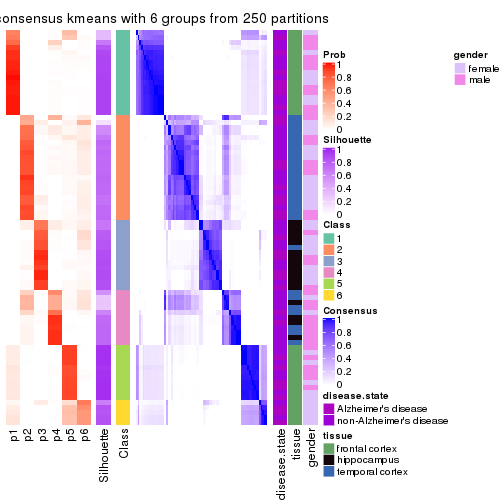 consensus kmeans with 6 groups from 250 partitions
Prob
1
0.8
0.6
0.4
0.2
0
gender
female
male
Silhouette
1
0.8
0.6
0.4
0.2
0
Class
1
2
3
4
5
6
Consensus
1
0.8
0.6
0.4
0.2
0
disease.state
Alzheimer's disease
non-Alzheimer's disease
tissue
frontal cortex
hippocampus
temporal cortex
p1
p2
p3
p4
p5
p6
Silhouette
Class
disease.state
tissue
gender